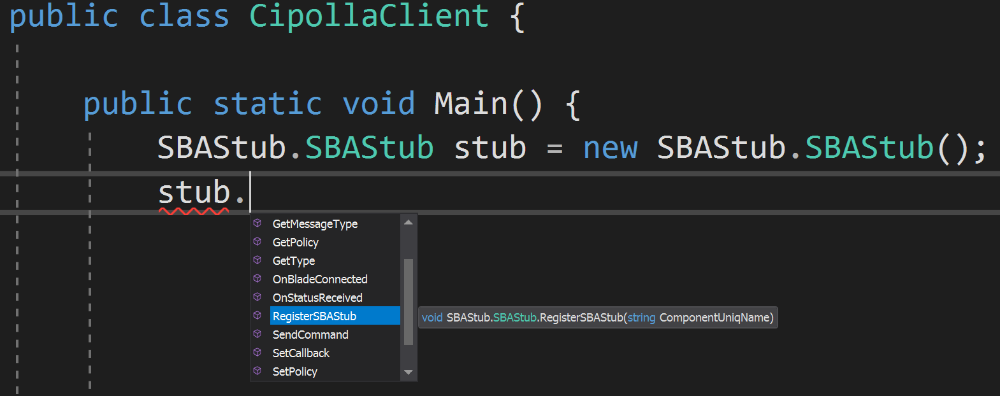 public class CipollaClient {
public static void Main() {
SBAStub.SBAStub stub = new SBAStub.SBAStub();
stub.
GetMessageType
GetPolicy
GetType
OnBladeConnected
OnStatusReceived
RegisterSBAStub
void SBAStub.SBAStub.RegisterSBAStub(string ComponentUniqName)
SendCommand
SetCallback
SetPolicy